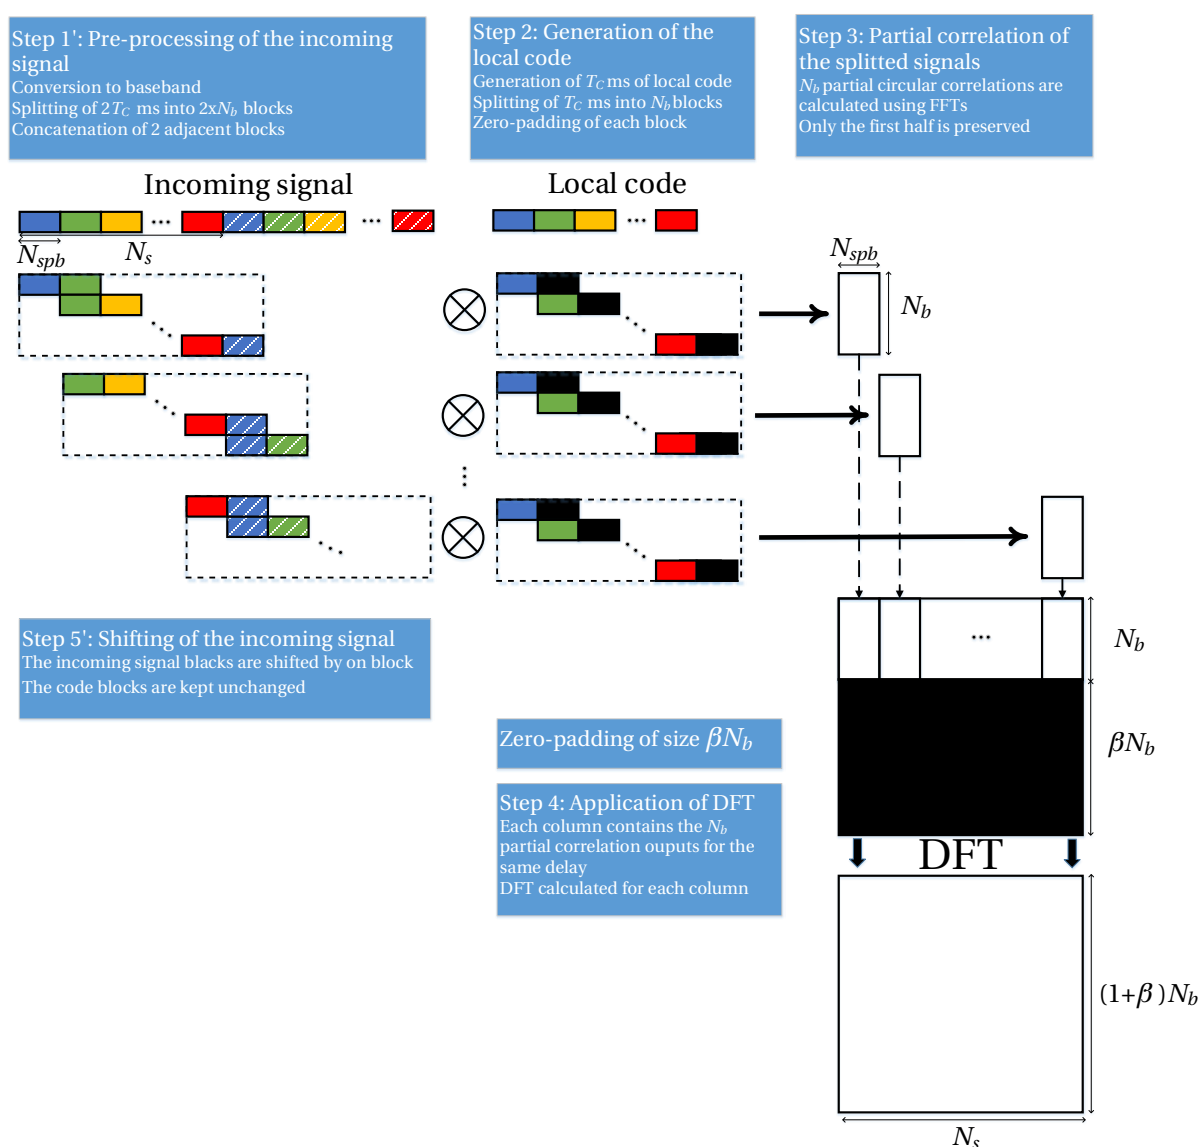 Step 1': Pre-processing of the incoming
signal
Conversion to baseband
Splitting of 2T_C ms into 2xN_b blocks
Concatenation of 2 adjacent blocks
Step 2: Generation of the
local code
Generation of T_C ms of local code
Splitting of T_C ms into N_b blocks
Zero-padding of each block
Step 3: Partial correlation of
the splitted signals
N_b partial circular correlations are
calculated using FFTs
Only the first half is preserved
Incoming signal
Local code
...
...
...
N_spb
N_s
N_spb
N_b
...
...
...
...
...
...
...
...
Step 5': Shifting of the incoming signal
The incoming signal blacks are shifted by on block
The code blocks are kept unchanged
...
N_b
Zero-padding of size βN_b
βN_b
Step 4: Application of DFT
Each column contains the N_b
partial correlation ouputs for the
same delay
DFT calculated for each column
DFT
(1+β)N_b
N_s